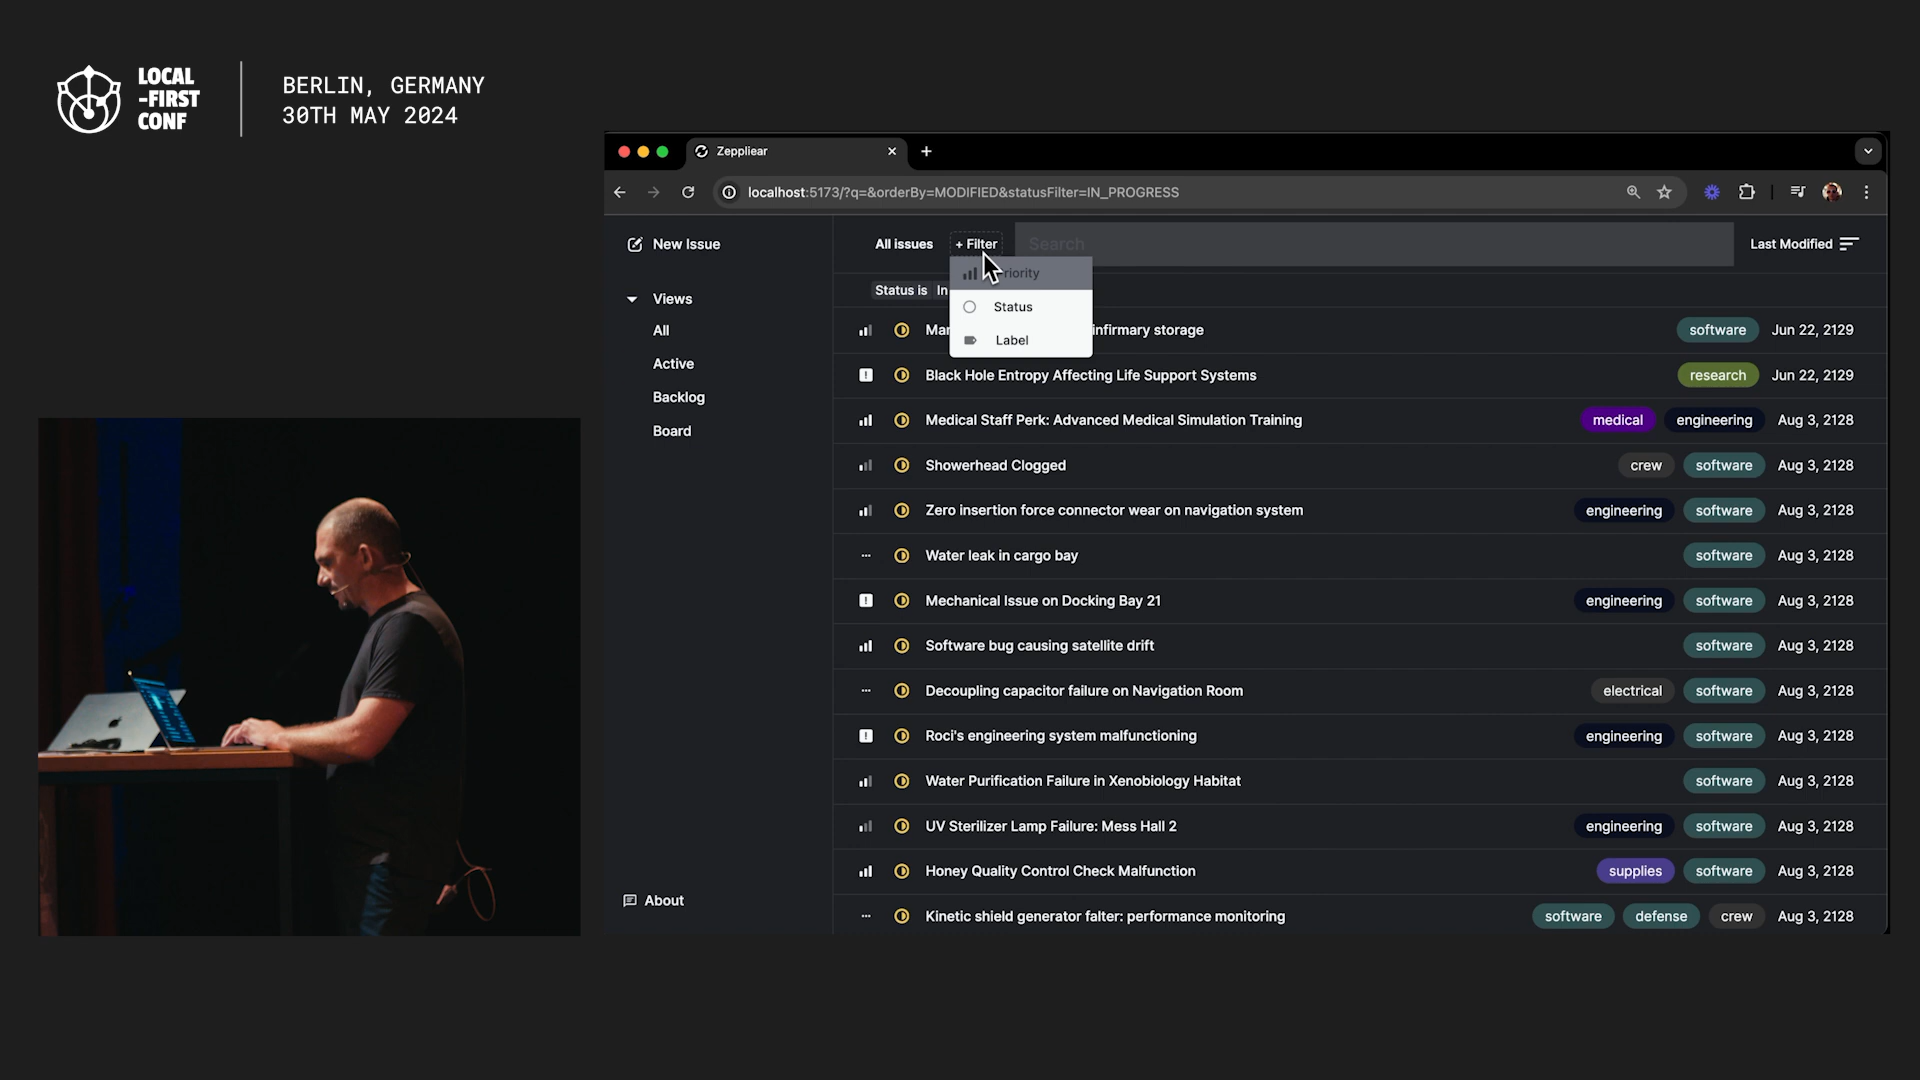 LOCAL
-FIRST
CONF
BERLIN, GERMANY
30TH MAY 2024
Zeppliear
localhost:5173/?q=&orderBy=MODIFIED&statusFilter=IN_PROGRESS
New Issue
All issues
+ Filter
Search
Last Modified
Status is In
Status
Label
Views
All
Active
Backlog
Board
About
infirmary storage software Jun 22, 2129
Black Hole Entropy Affecting Life Support Systems research Jun 22, 2129
Medical Staff Perk: Advanced Medical Simulation Training medical engineering Aug 3, 2128
Showerhead Clogged crew software Aug 3, 2128
Zero insertion force connector wear on navigation system engineering software Aug 3, 2128
Water leak in cargo bay software Aug 3, 2128
Mechanical Issue on Docking Bay 21 engineering software Aug 3, 2128
Software bug causing satellite drift software Aug 3, 2128
Decoupling capacitor failure on Navigation Room electrical software Aug 3, 2128
Roci's engineering system malfunctioning engineering software Aug 3, 2128
Water Purification Failure in Xenobiology Habitat software Aug 3, 2128
UV Sterilizer Lamp Failure: Mess Hall 2 engineering software Aug 3, 2128
Honey Quality Control Check Malfunction supplies software Aug 3, 2128
Kinetic shield generator falter: performance monitoring software defense crew Aug 3, 2128